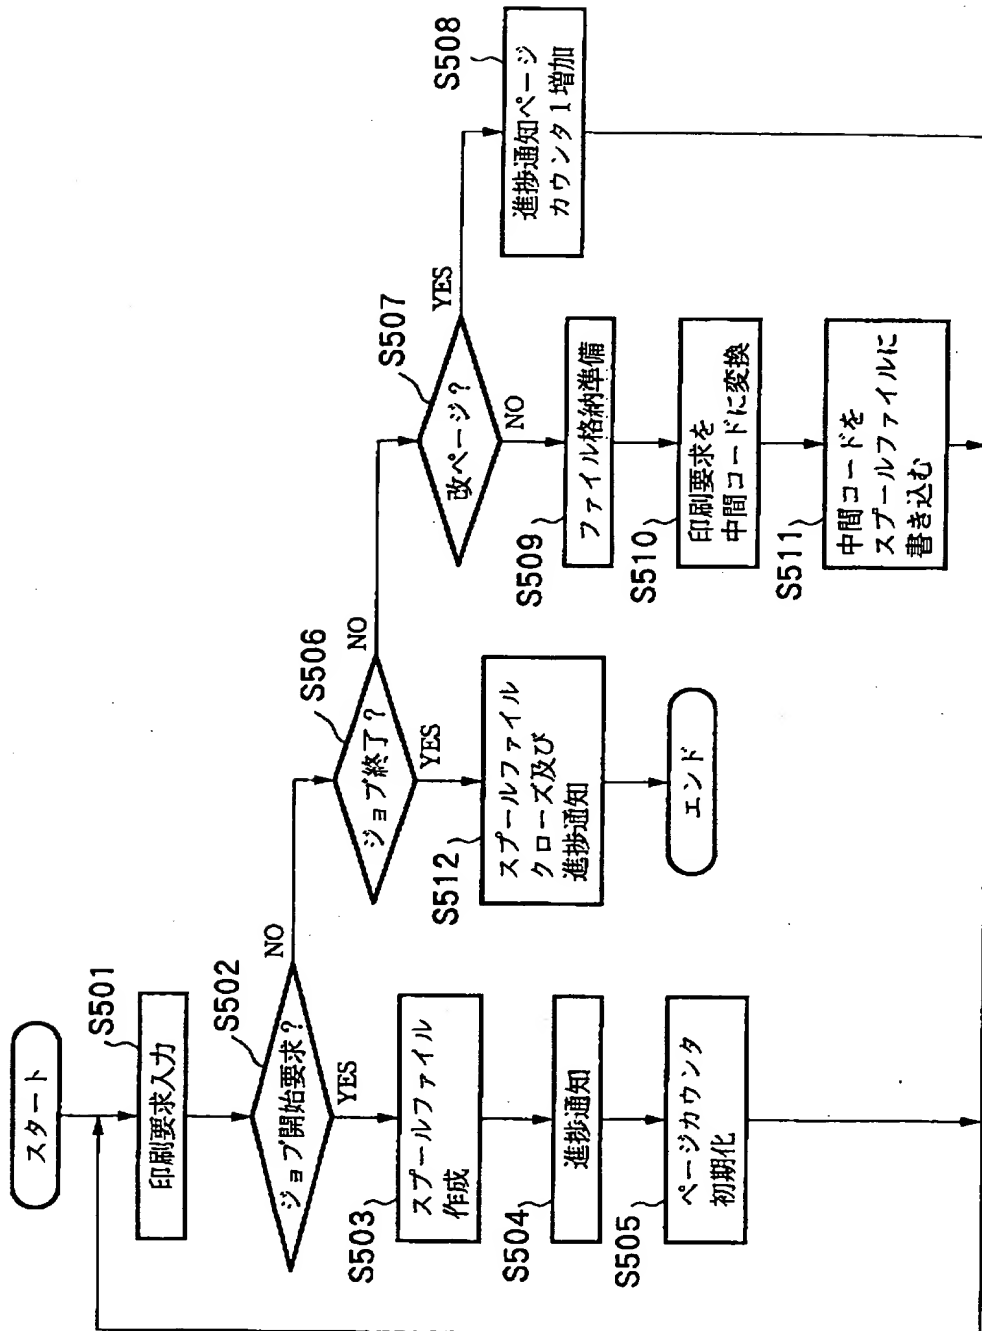 スタート
S501
印刷要求入力
S502
ジョブ開始要求?
NO
YES
S503
スプールファイル
作成
S504
進捗通知
S505
ページカウンタ
初期化
S506
ジョブ終了?
NO
YES
S512
スプールファイル
クローズ及び
進捗通知
エンド
S507
改ページ?
YES
NO
S509
ファイル格納準備
S510
印刷要求を
中間コードに変換
S511
中間コードを
スプールファイルに
書き込む
S508
進捗通知ページ
カウンタ1増加